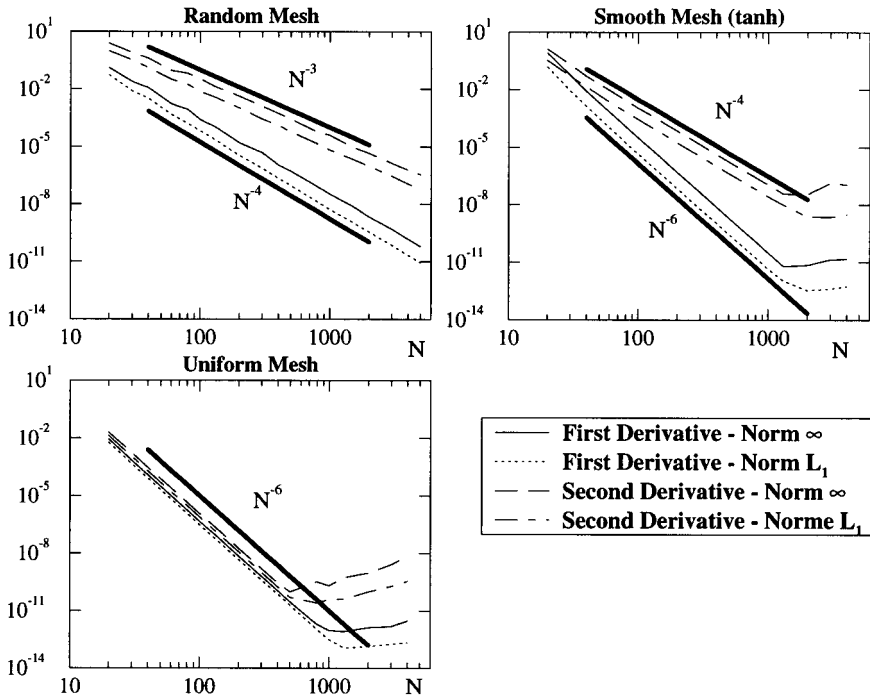 Random Mesh
10^1
10^-2
10^-5
10^-8
10^-11
10^-14
N^-3
N^-4
10
100
1000
N
Smooth Mesh (tanh)
10^1
10^-2
10^-5
10^-8
10^-11
10^-14
N^-4
N^-6
10
100
1000
N
Uniform Mesh
10^1
10^-2
10^-5
10^-8
10^-11
10^-14
N^-6
10
100
1000
N
First Derivative - Norm ∞
First Derivative - Norm L_1
Second Derivative - Norm ∞
Second Derivative - Norme L_1